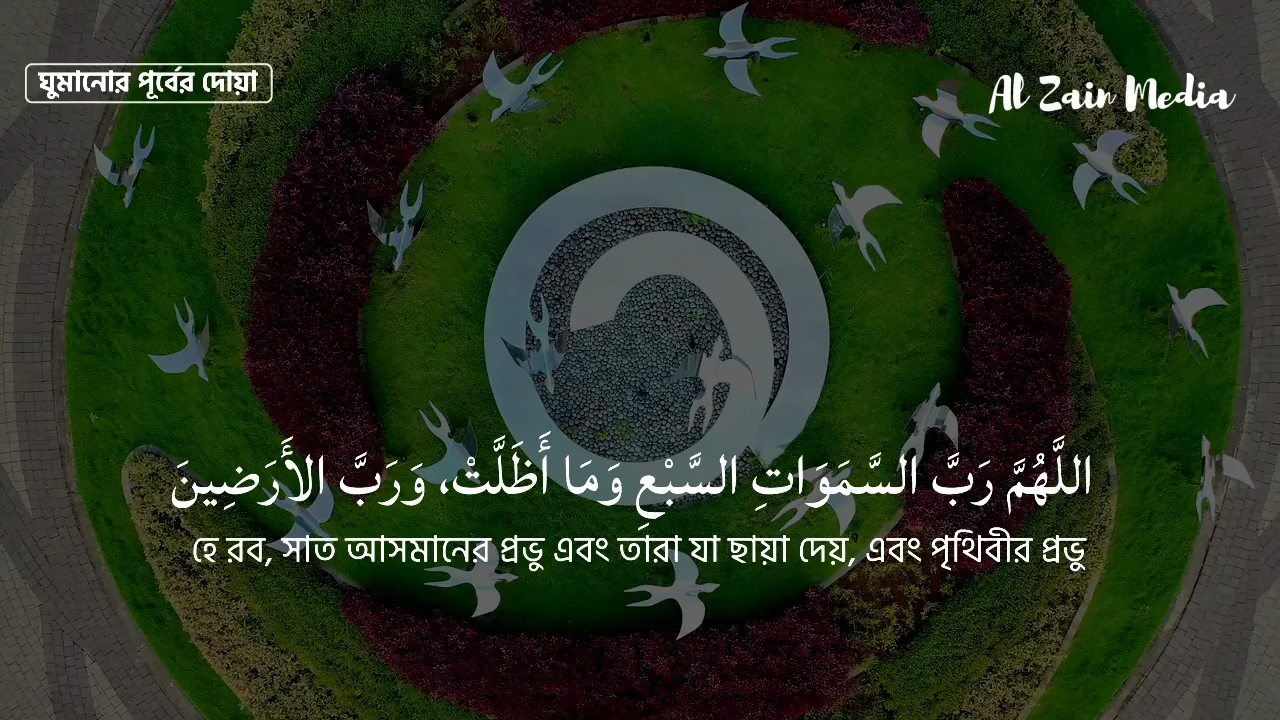 ঘুমানোর পূর্বের দোয়া
Al Zain Media
اللَّهُمَّ رَبَّ السَّمَوَاتِ السَّبْعِ وَمَا أَظَلَّتْ، وَرَبَّ الأَرَضِينَ
হে রব, সাত আসমানের প্রভু এবং তারা যা ছায়া দেয়, এবং পৃথিবীর প্রভু